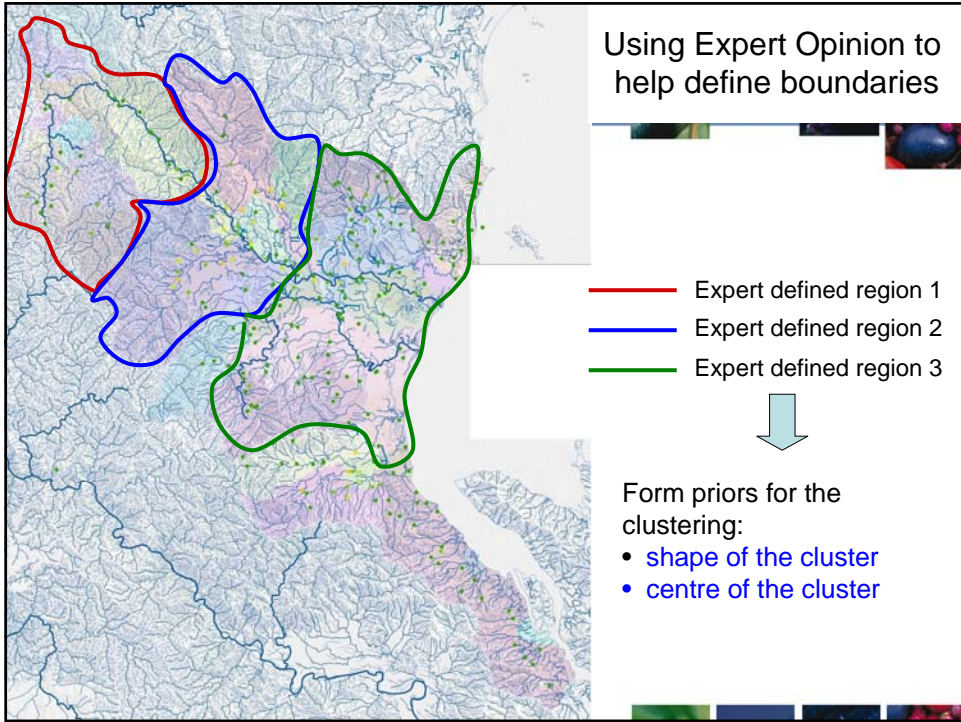 Using Expert Opinion to
help define boundaries
Expert defined region 1
Expert defined region 2
Expert defined region 3
Form priors for the
clustering:
• shape of the cluster
• centre of the cluster